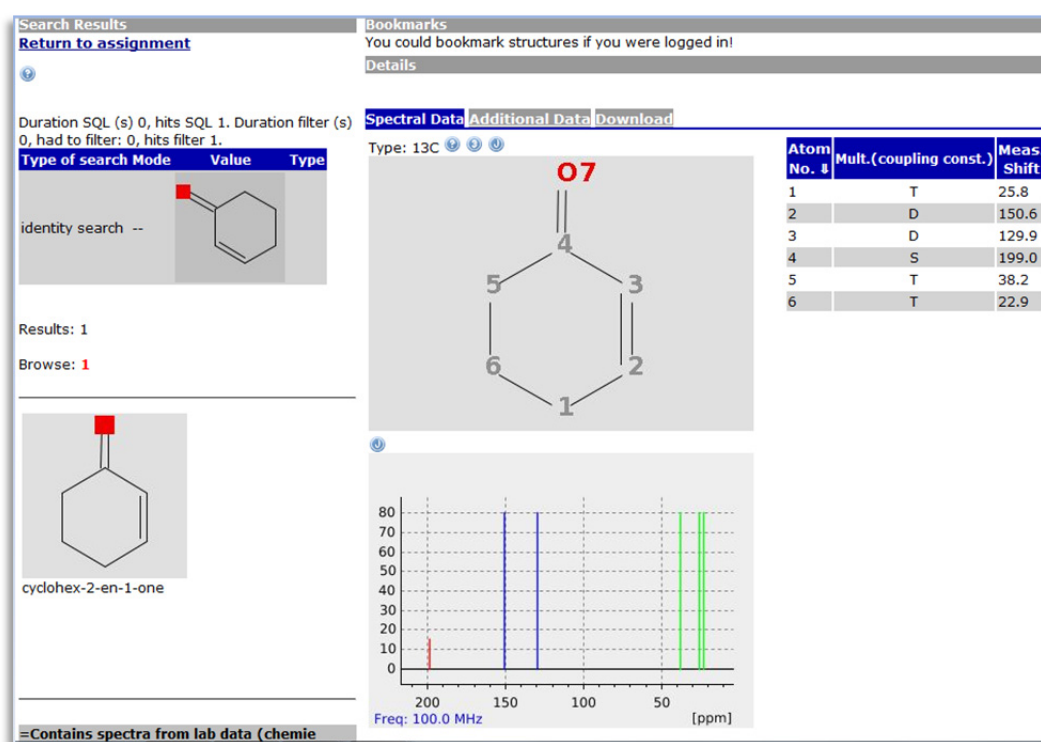 Search Results
Return to assignment
Duration SQL (s) 0, hits SQL 1. Duration filter (s)
0, had to filter: 0, hits filter 1.
Type of search Mode Value Type
identity search --
Results: 1
Browse: 1
cyclohex-2-en-1-one
=Contains spectra from lab data (chemie
Bookmarks
You could bookmark structures if you were logged in!
Details
Spectral Data Additional Data Download
Type: 13C
O7
4
5 3
6 2
1
80
70
60
50
40
30
20
10
0
200 150 100 50
Freq: 100.0 MHz [ppm]
Atom No. Mult.(coupling const.) Meas Shift
1 T 25.8
2 D 150.6
3 D 129.9
4 S 199.0
5 T 38.2
6 T 22.9